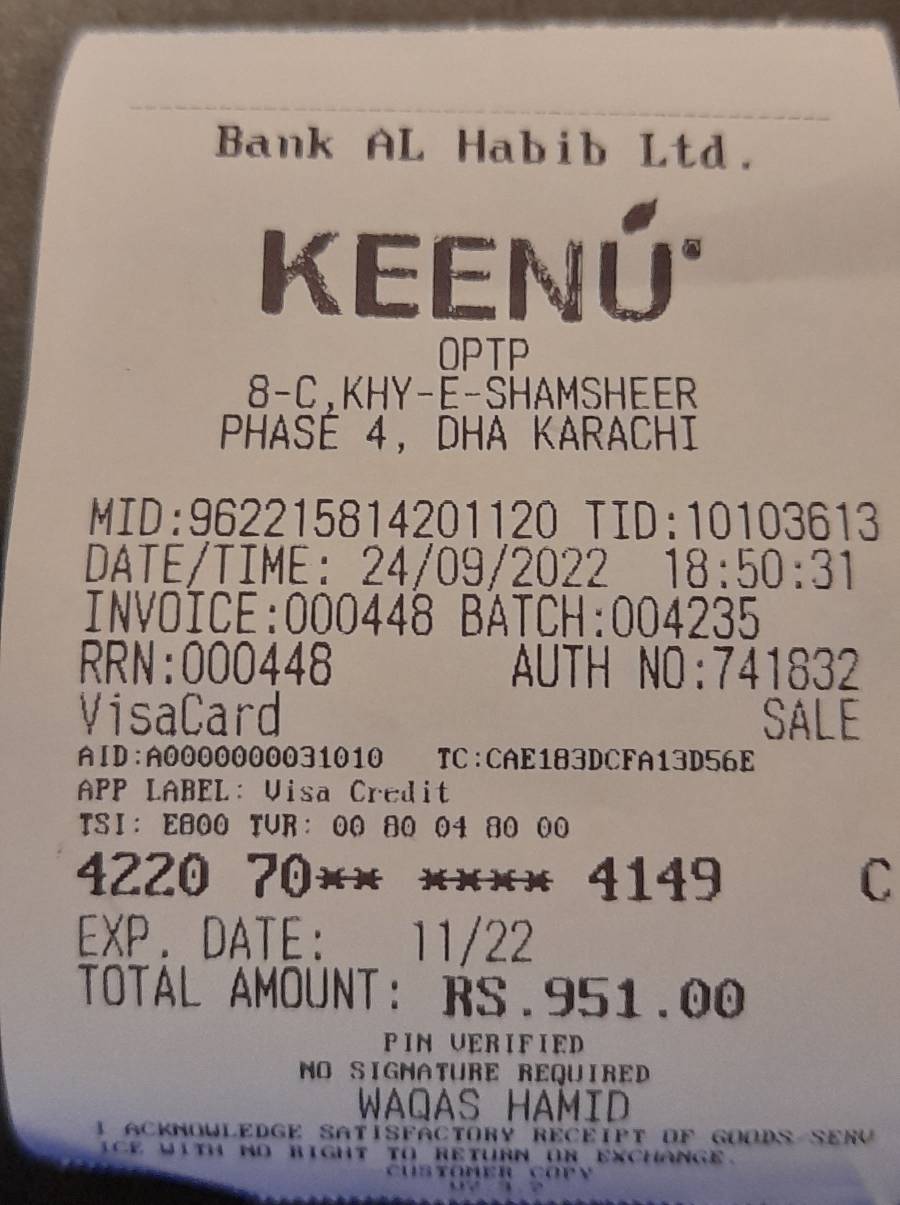 Bank AL Habib Ltd.
KEENÚ®
OPTP
8-C,KHY-E-SHAMSHEER
PHASE 4, DHA KARACHI
MID:962215814201120 TID:10103613
DATE/TIME: 24/09/2022 18:50:31
INVOICE:000448 BATCH:004235
RRN:000448 AUTH NO:741832
VisaCard SALE
AID:A0000000031010 TC:CAE183DCFA13D56E
APP LABEL: Visa Credit
TSI: E800 TVR: 00 80 04 80 00
4220 70** **** 4149 C
EXP. DATE: 11/22
TOTAL AMOUNT: RS.951.00
PIN VERIFIED
NO SIGNATURE REQUIRED
WAQAS HAMID
I ACKNOWLEDGE SATISFACTORY RECEIPT OF GOODS/SERV
ICE WITH NO RIGHT TO RETURN OR EXCHANGE.
CUSTOMER COPY